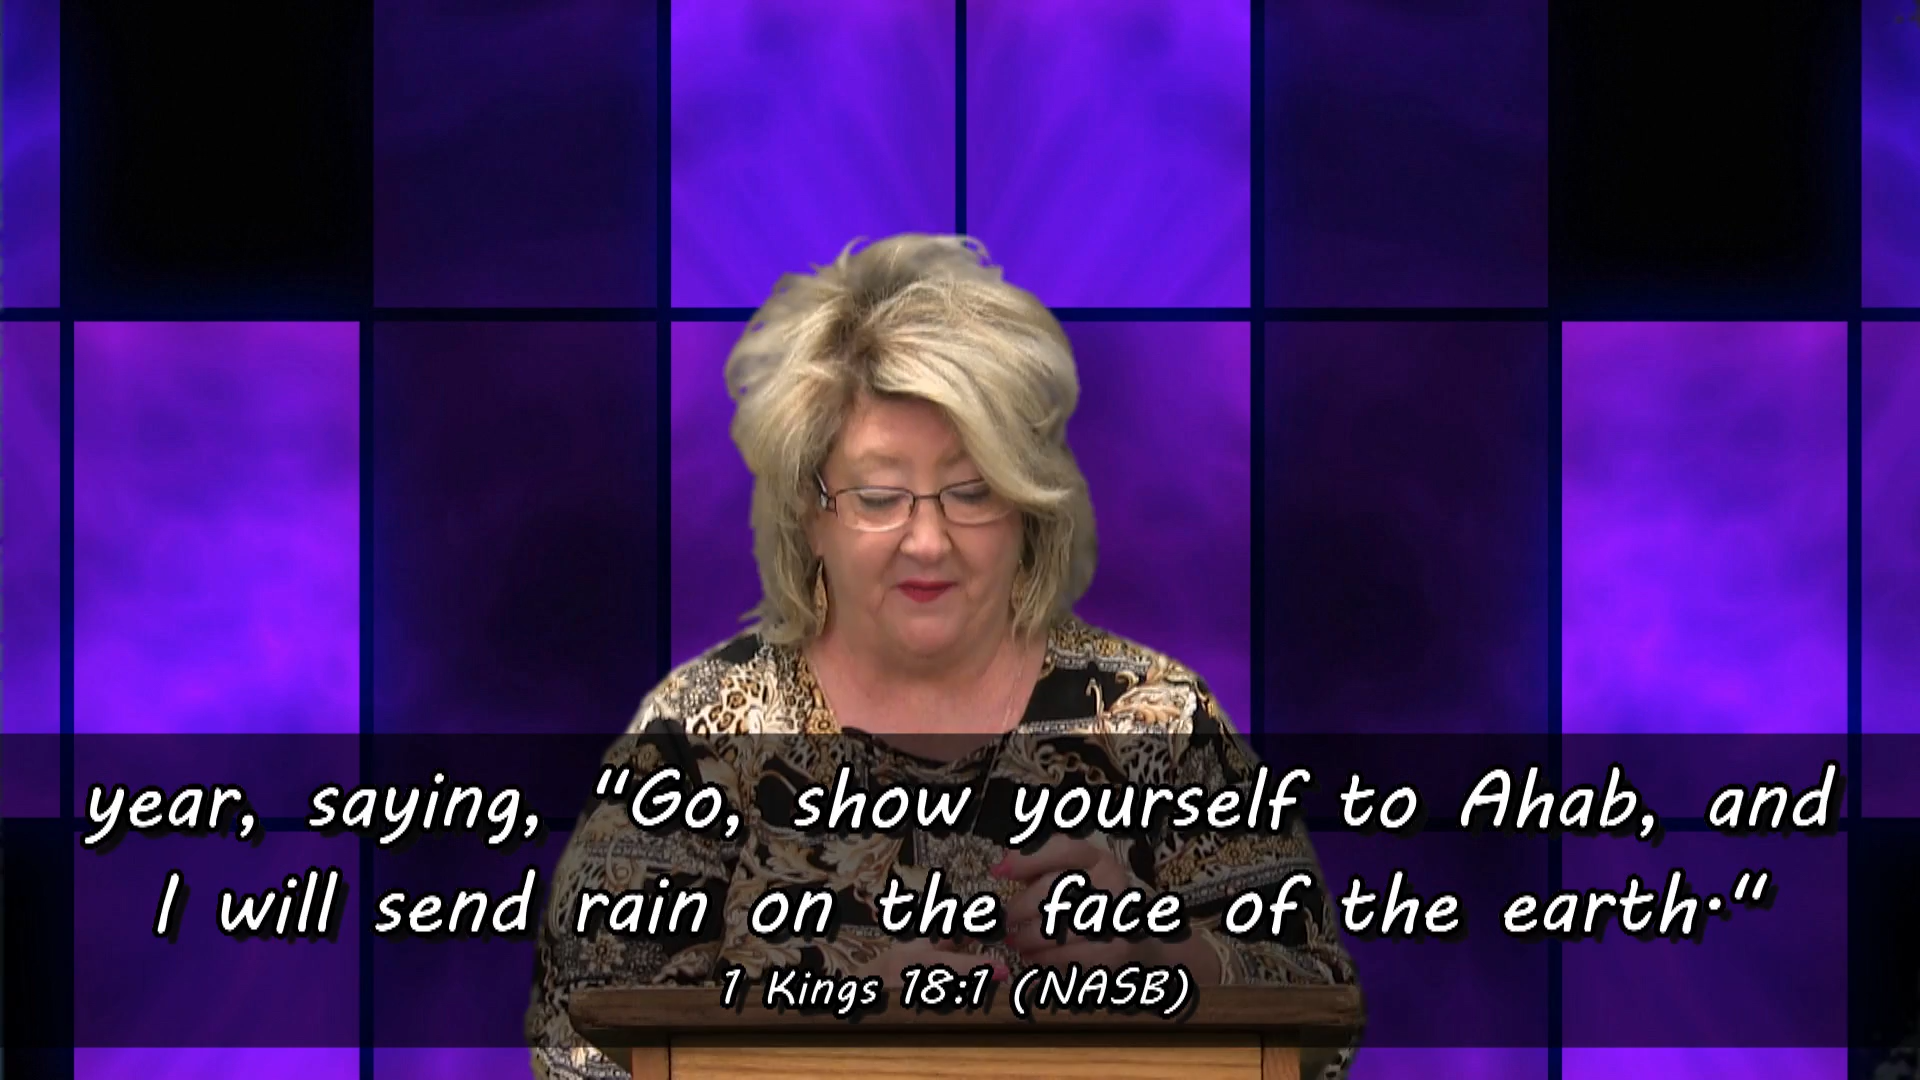 year, saying, “Go, show yourself to Ahab, and
I will send rain on the face of the earth.“
1 Kings 18:1 (NASB)